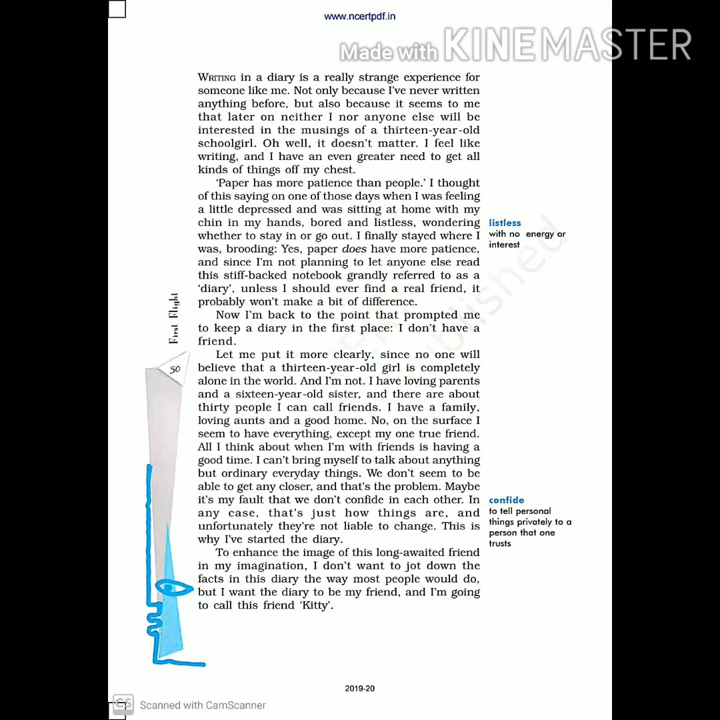 www.ncertpdf.in
Made with KINEMASTER
WRITING in a diary is a really strange experience for
someone like me. Not only because I've never written
anything before, but also because it seems to me
that later on neither I nor anyone else will be
interested in the musings of a thirteen-year-old
schoolgirl. Oh well, it doesn't matter. I feel like
writing, and I have an even greater need to get all
kinds of things off my chest.
'Paper has more patience than people.' I thought
of this saying on one of those days when I was feeling
a little depressed and was sitting at home with my
chin in my hands, bored and listless, wondering
whether to stay in or go out. I finally stayed where I
was, brooding: Yes, paper does have more patience,
and since I'm not planning to let anyone else read
this stiff-backed notebook grandly referred to as a
'diary', unless I should ever find a real friend, it
probably won't make a bit of difference.
Now I'm back to the point that prompted me
to keep a diary in the first place: I don't have a
friend.
Let me put it more clearly, since no one will
believe that a thirteen-year-old girl is completely
alone in the world. And I'm not. I have loving parents
and a sixteen-year-old sister, and there are about
thirty people I can call friends. I have a family,
loving aunts and a good home. No, on the surface I
seem to have everything, except my one true friend.
All I think about when I'm with friends is having a
good time. I can't bring myself to talk about anything
but ordinary everyday things. We don't seem to be
able to get any closer, and that's the problem. Maybe
it's my fault that we don't confide in each other. In
any case, that's just how things are, and
unfortunately they're not liable to change. This is
why I've started the diary.
To enhance the image of this long-awaited friend
in my imagination, I don't want to jot down the
facts in this diary the way most people would do,
but I want the diary to be my friend, and I'm going
to call this friend 'Kitty'.
listless
with no energy or
interest
confide
to tell personal
things privately to a
person that one
trusts
First Flight
50
2019-20
CS Scanned with CamScanner